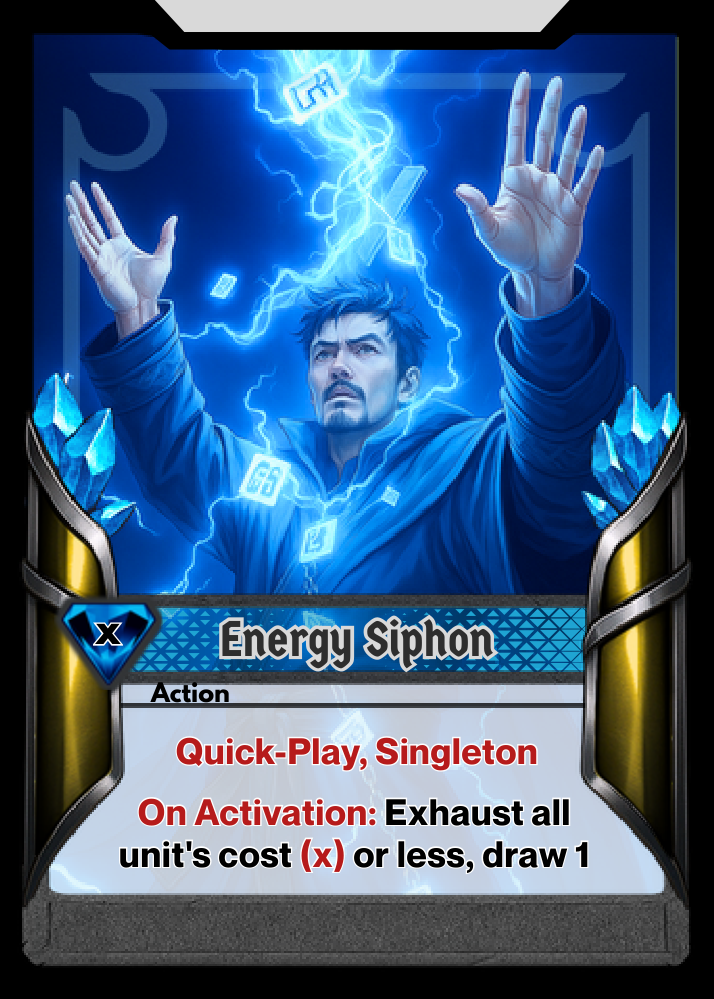 X
Energy Siphon
Action
Quick-Play, Singleton
On Activation: Exhaust all
unit's cost (x) or less, draw 1